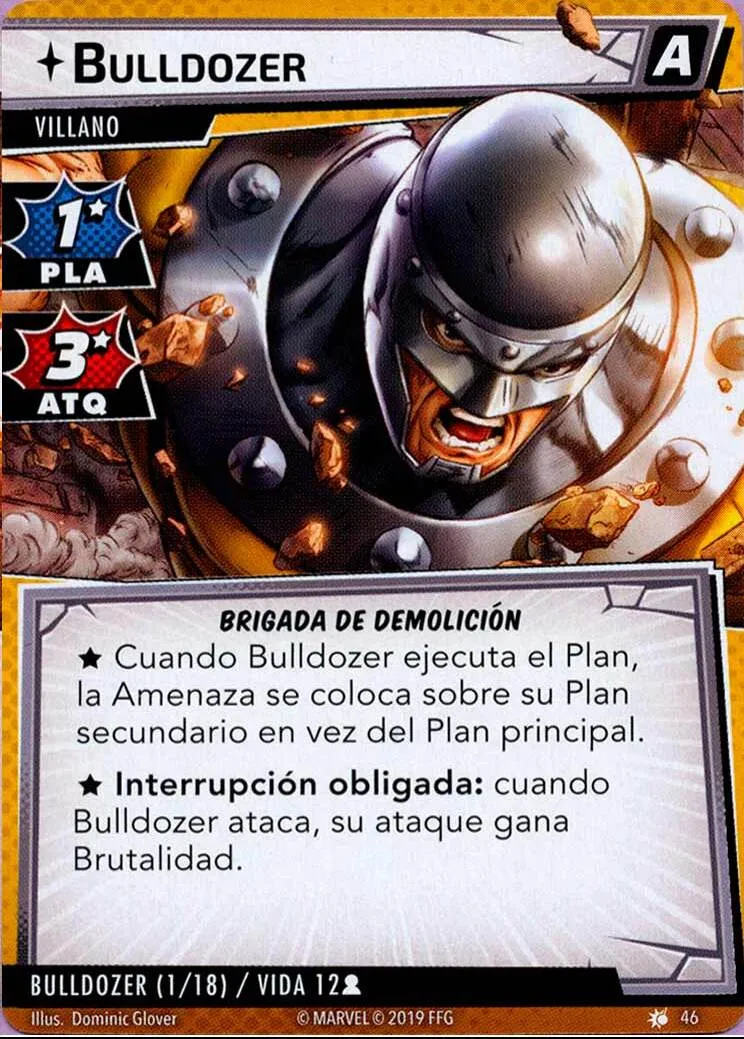 BULLDOZER
A
VILLANO
1
PLA
3
ATQ
BRIGADA DE DEMOLICIÓN
★ Cuando Bulldozer ejecuta el Plan,
la Amenaza se coloca sobre su Plan
secundario en vez del Plan principal.
★ Interrupción obligada: cuando
Bulldozer ataca, su ataque gana
Brutalidad.
BULLDOZER (1/18) / VIDA 12
Illus. Dominic Glover © MARVEL © 2019 FFG 46